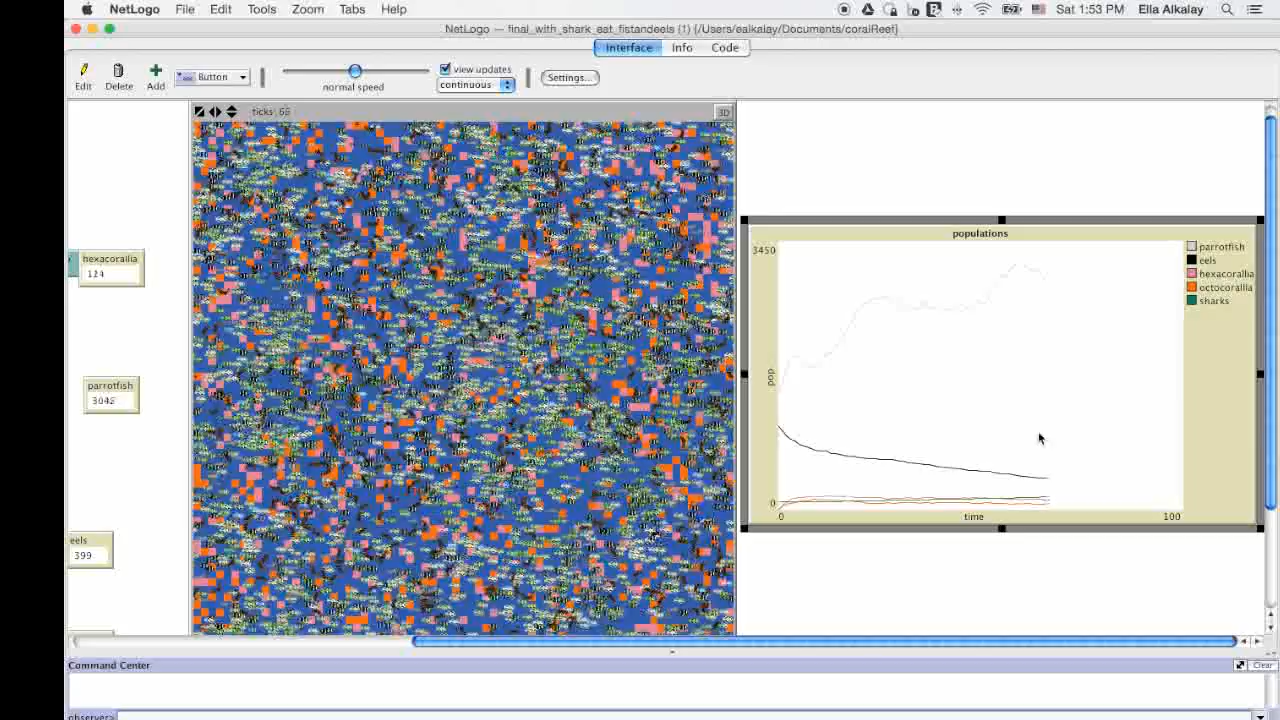 NetLogo File Edit Tools Zoom Tabs Help Sat 1:53 PM Ella Alkalay
NetLogo — final_with_shark_eat_fistandeels (1) {/Users/ealkalay/Documents/coralReef}
Interface Info Code
Edit Delete Add Button normal speed view updates continuous Settings...
ticks: 66 3D
hexacorallia
124
parrotfish
3042
eels
399
populations
3450
pop
0
0 time 100
parrotfish
eels
hexacorallia
octocorallia
sharks
Command Center Clear
observer>